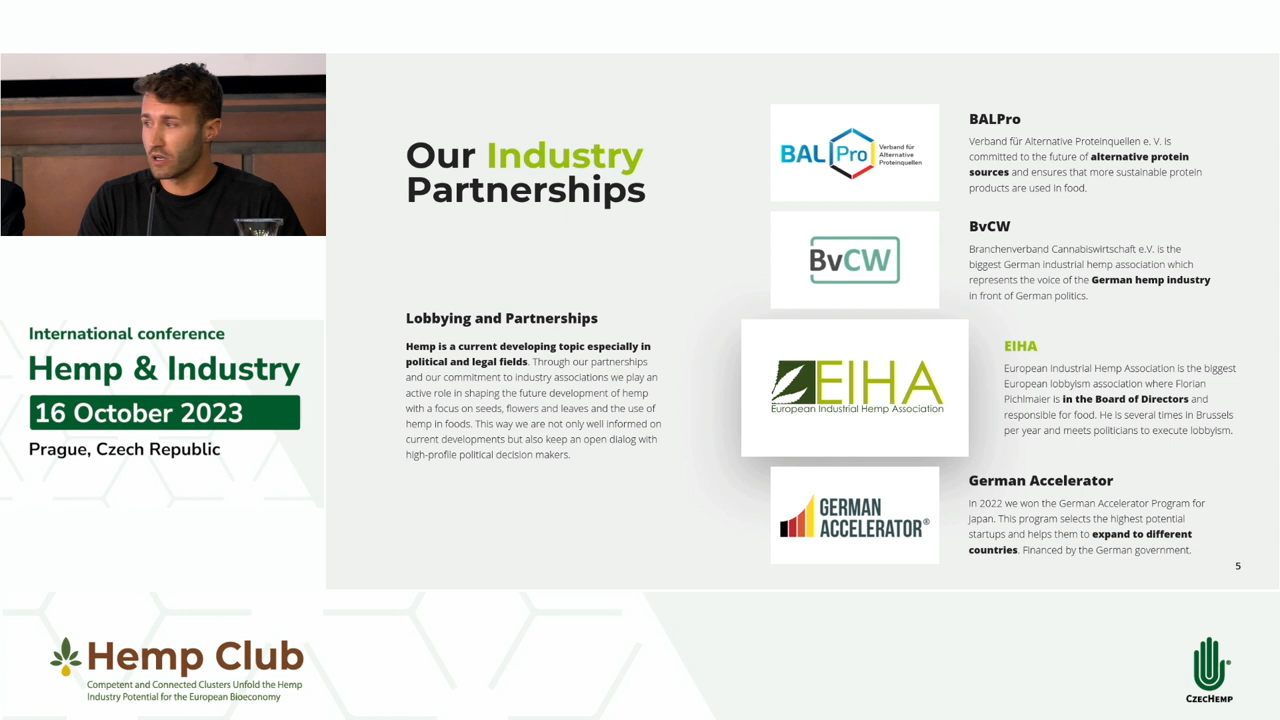 International conference
Hemp & Industry
16 October 2023
Prague, Czech Republic
Our Industry
Partnerships
Lobbying and Partnerships
Hemp is a current developing topic especially in
political and legal fields. Through our partnerships
and our commitment to industry associations we play an
active role in shaping the future development of hemp
with a focus on seeds, flowers and leaves and the use of
hemp in foods. This way we are not only well informed on
current developments but also keep an open dialog with
high-profile political decision makers.
BALPro
Verband für
Alternative
Proteinquellen
BALPro
Verband für Alternative Proteinquellen e. V. is
committed to the future of alternative protein
sources and ensures that more sustainable protein
products are used in food.
BvCW
BvCW
Branchenverband Cannabiswirtschaft e.V. is the
biggest German industrial hemp association which
represents the voice of the German hemp industry
in front of German politics.
EIHA
European Industrial Hemp Association
EIHA
European Industrial Hemp Association is the biggest
European lobbyism association where Florian
Pichlmaier is in the Board of Directors and
responsible for food. He is several times in Brussels
per year and meets politicians to execute lobbyism.
GERMAN
ACCELERATOR®
German Accelerator
In 2022 we won the German Accelerator Program for
Japan. This program selects the highest potential
startups and helps them to expand to different
countries. Financed by the German government.
5
Hemp Club
Competent and Connected Clusters Unfold the Hemp
Industry Potential for the European Bioeconomy
CZECHEMP